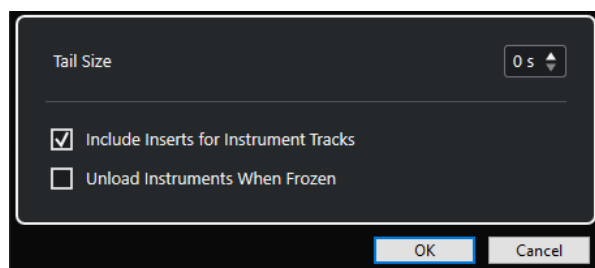 Tail Size
0 s
Include Inserts for Instrument Tracks
Unload Instruments When Frozen
OK
Cancel